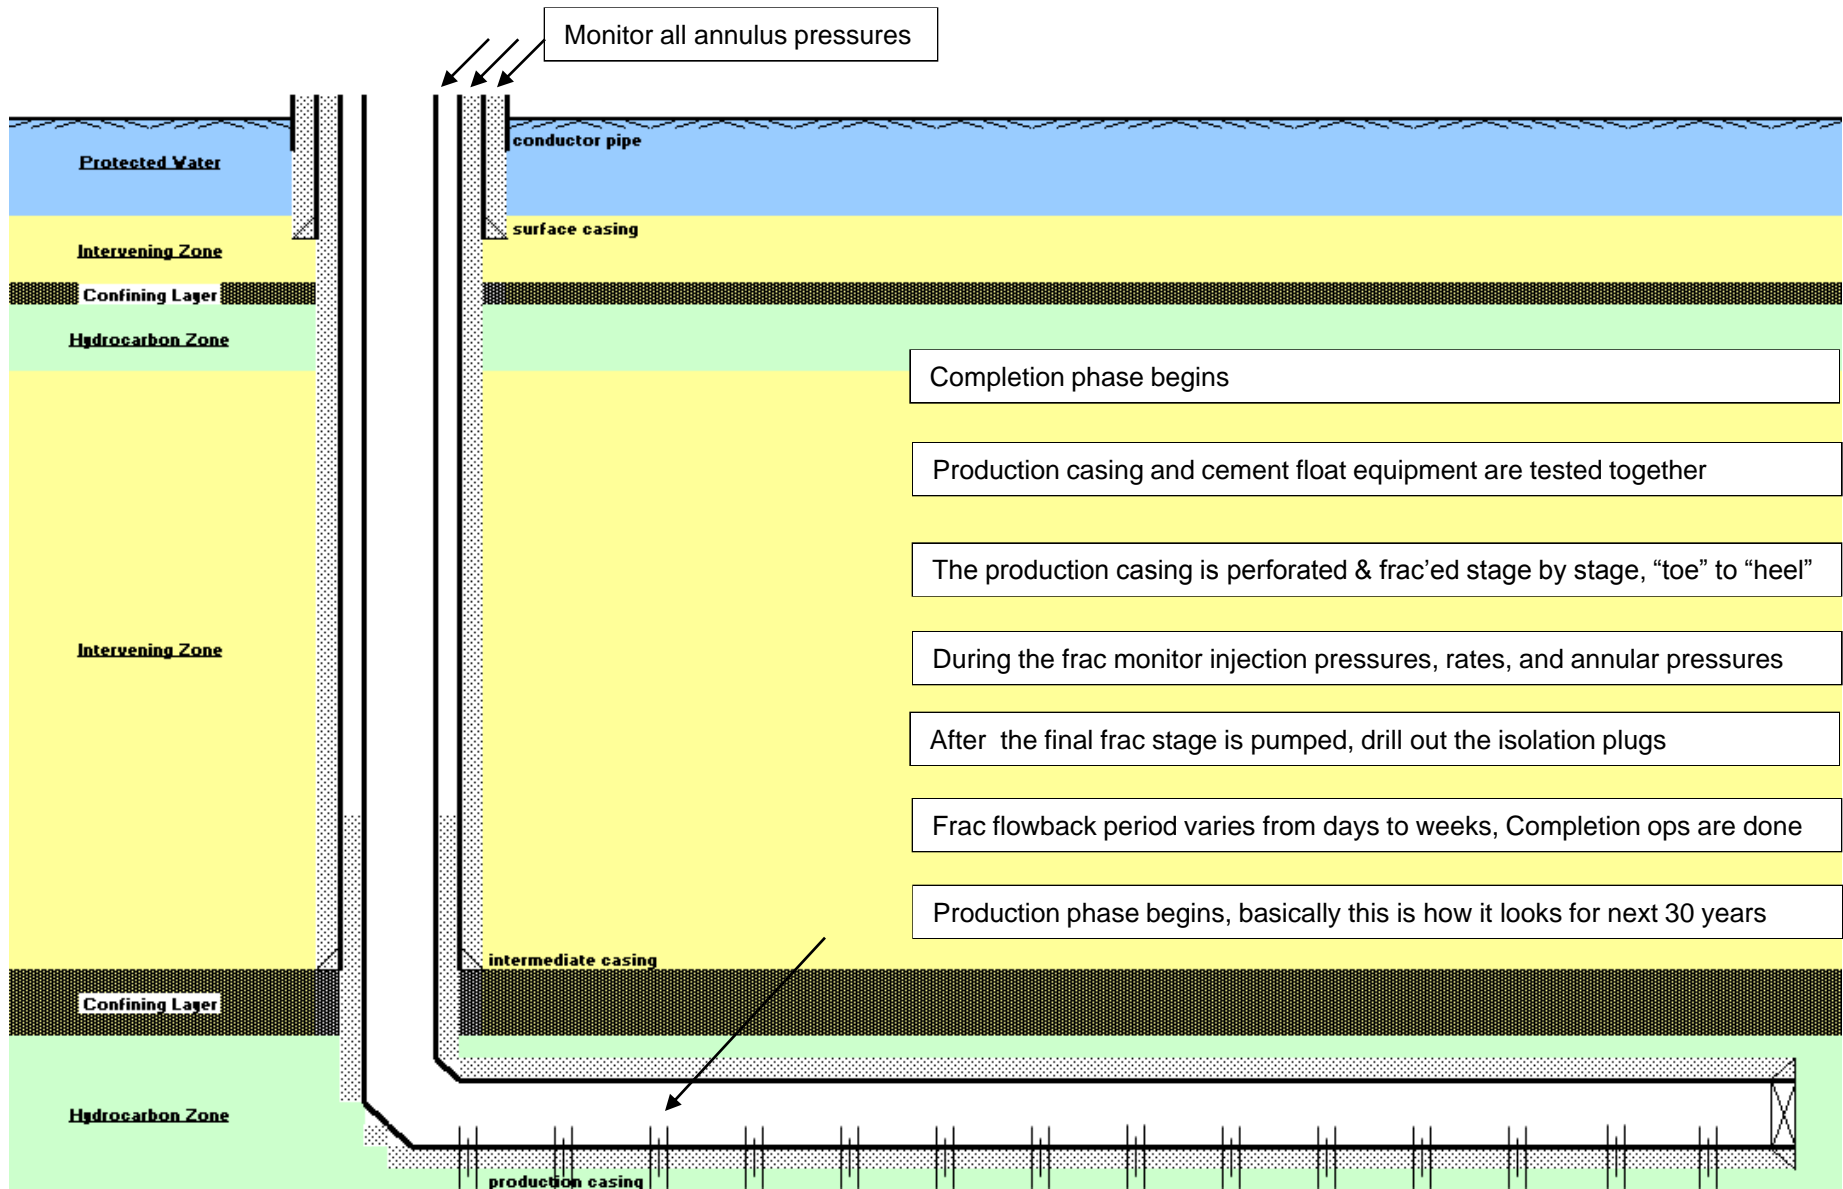 Monitor all annulus pressures
conductor pipe
Protected Water
surface casing
Intervening Zone
Confining Layer
Hydrocarbon Zone
Completion phase begins
Production casing and cement float equipment are tested together
The production casing is perforated & frac’ed stage by stage, “toe” to “heel”
Intervening Zone
During the frac monitor injection pressures, rates, and annular pressures
After the final frac stage is pumped, drill out the isolation plugs
Frac flowback period varies from days to weeks, Completion ops are done
Production phase begins, basically this is how it looks for next 30 years
intermediate casing
Confining Layer
Hydrocarbon Zone
production casing